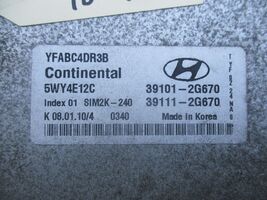 YFABC4DR3B
Continental
5WY4E12C 39101-2G670
Index 01 SIM2K-240 39111-2G670
K 08.01.10/4 0340 Made in Korea